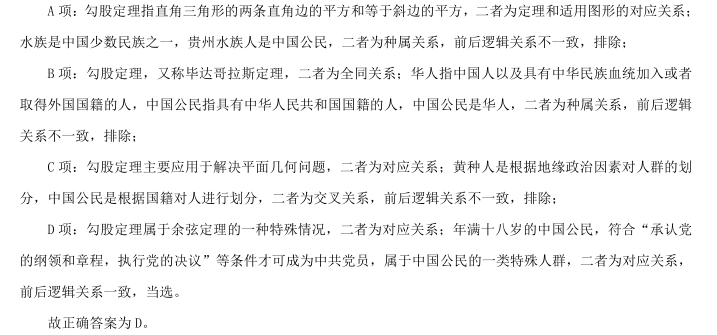 A 项：勾股定理指直角三角形的两条直角边的平方和等于斜边的平方，二者为定理和适用图形的对应关系；
水族是中国少数民族之一，贵州水族人是中国公民，二者为种属关系，前后逻辑关系不一致，排除；
B 项：勾股定理，又称毕达哥拉斯定理，二者为全同关系；华人指中国人以及具有中华民族血统加入或者
取得外国国籍的人，中国公民指具有中华人民共和国国籍的人，中国公民是华人，二者为种属关系，前后逻辑
关系不一致，排除；
C 项：勾股定理主要应用于解决平面几何问题，二者为对应关系；黄种人是根据地缘政治因素对人群的划
分，中国公民是根据国籍对人进行划分，二者为交叉关系，前后逻辑关系不一致，排除；
D 项：勾股定理属于余弦定理的一种特殊情况，二者为对应关系；年满十八岁的中国公民，符合“承认党
的纲领和章程，执行党的决议”等条件才可成为中共党员，属于中国公民的一类特殊人群，二者为对应关系，
前后逻辑关系一致，当选。
故正确答案为 D。